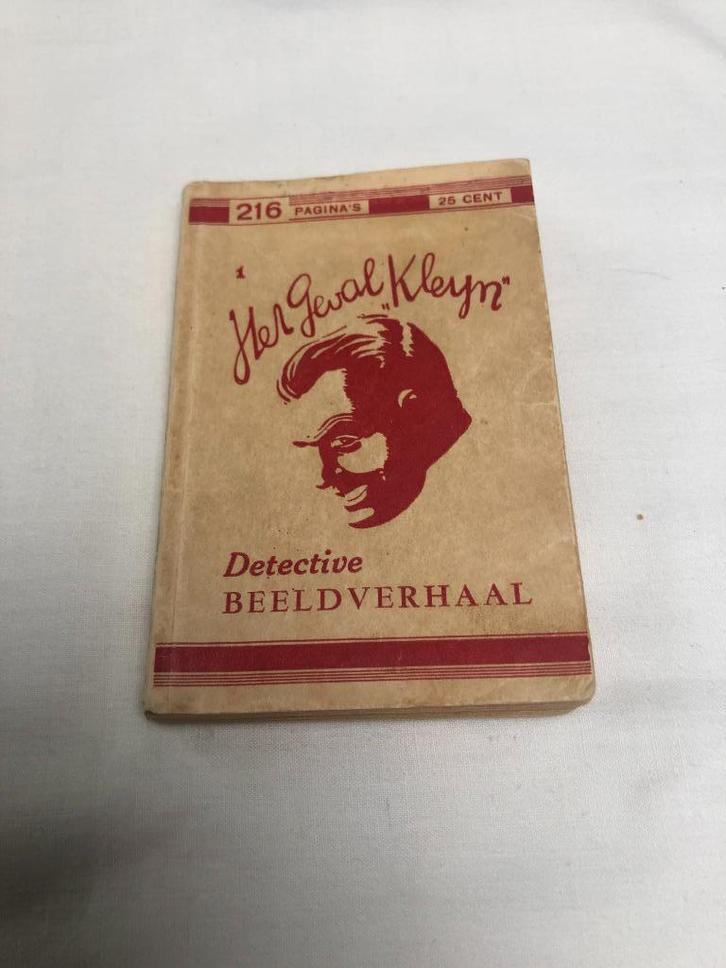 216 PAGINA'S 25 CENT
1
Het Geval „Kleyn"
Detective
BEELDVERHAAL